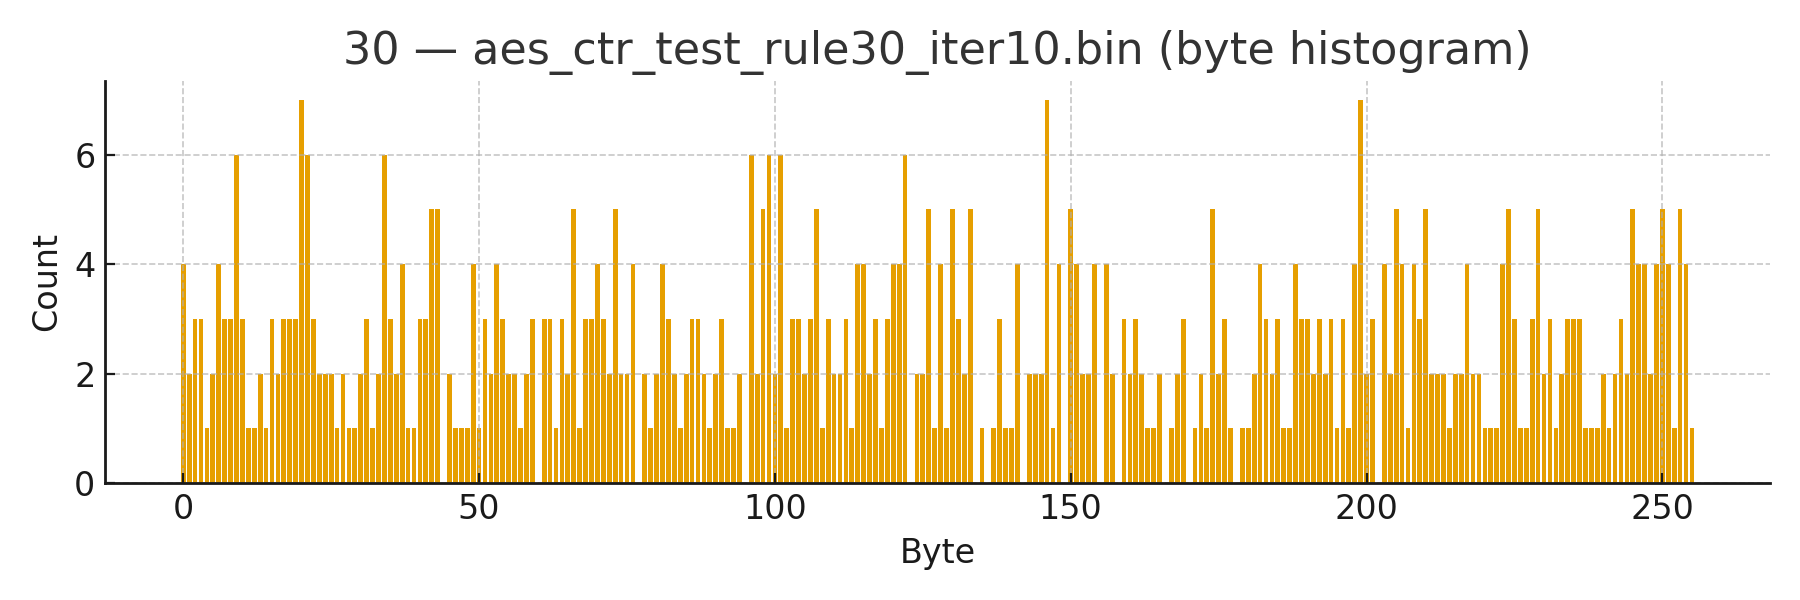 30 — aes_ctr_test_rule30_iter10.bin (byte histogram)
Count
6
4
2
0
0 50 100 150 200 250
Byte